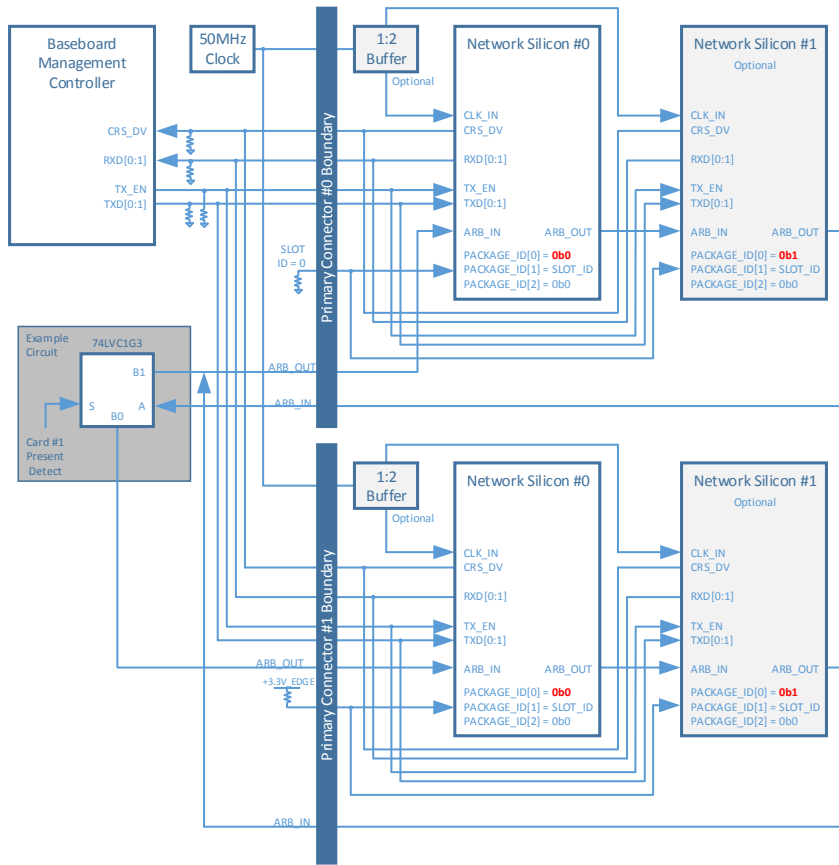 Baseboard
Management
Controller
CRS_DV
RXD[0:1]
TX_EN
TXD[0:1]
50MHz
Clock
Primary Connector #0 Boundary
1:2
Buffer
Optional
Network Silicon #0
CLK_IN
CRS_DV
RXD[0:1]
TX_EN
TXD[0:1]
ARB_IN ARB_OUT
PACKAGE_ID[0] = 0b0
PACKAGE_ID[1] = SLOT_ID
PACKAGE_ID[2] = 0b0
Network Silicon #1
Optional
CLK_IN
CRS_DV
RXD[0:1]
TX_EN
TXD[0:1]
ARB_IN ARB_OUT
PACKAGE_ID[0] = 0b1
PACKAGE_ID[1] = SLOT_ID
PACKAGE_ID[2] = 0b0
SLOT
ID = 0
Example
Circuit
74LVC1G3
B1
S A
B0
Card #1
Present
Detect
ARB_OUT
ARB_IN
Primary Connector #1 Boundary
1:2
Buffer
Optional
Network Silicon #0
CLK_IN
CRS_DV
RXD[0:1]
TX_EN
TXD[0:1]
ARB_IN ARB_OUT
PACKAGE_ID[0] = 0b0
PACKAGE_ID[1] = SLOT_ID
PACKAGE_ID[2] = 0b0
Network Silicon #1
Optional
CLK_IN
CRS_DV
RXD[0:1]
TX_EN
TXD[0:1]
ARB_IN ARB_OUT
PACKAGE_ID[0] = 0b1
PACKAGE_ID[1] = SLOT_ID
PACKAGE_ID[2] = 0b0
ARB_OUT
+3.3V_EDGE
ARB_IN